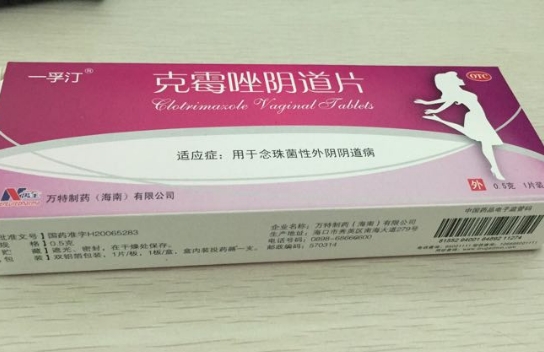 一孚汀®
克霉唑阴道片
OTC
Clotrimazole Vaginal Tablets
适应症：用于念珠菌性外阴阴道病
万特制药（海南）有限公司
外 0.5克 1片装
批准文号 国药准字H20065283
规 格 0.5克
贮 藏 遮光，密封，在干燥处保存。
包 装 双铝箔包装，1片/板，1板/盒，盒内装投药器一支。
企业名称：万特制药（海南）有限公司
生产地址：海口市秀英区南海大道279号
电话号码：0898-68669000
邮政编码：570314
中国药品电子监管码